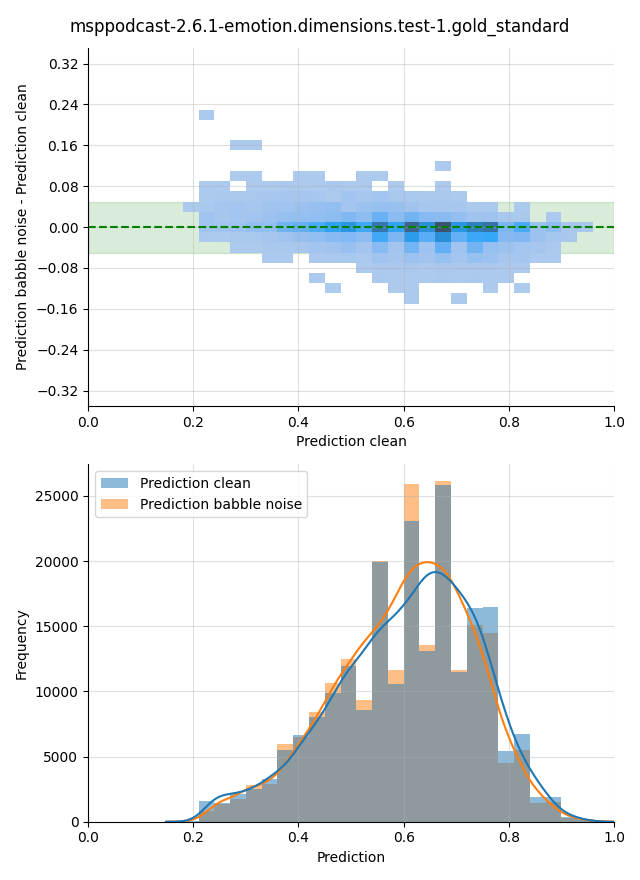 msppodcast-2.6.1-emotion.dimensions.test-1.gold_standard
0.32
0.24
0.16
0.08
0.00
−0.08
−0.16
−0.24
−0.32
Prediction babble noise - Prediction clean
0.0 0.2 0.4 0.6 0.8 1.0
Prediction clean
Prediction clean
Prediction babble noise
25000
20000
15000
10000
5000
0
Frequency
0.0 0.2 0.4 0.6 0.8 1.0
Prediction